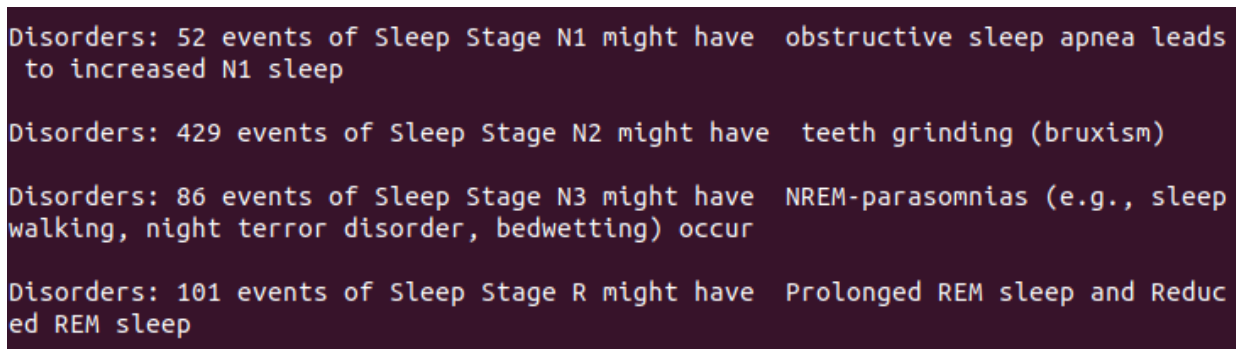 Disorders: 52 events of Sleep Stage N1 might have  obstructive sleep apnea leads
 to increased N1 sleep
Disorders: 429 events of Sleep Stage N2 might have  teeth grinding (bruxism)
Disorders: 86 events of Sleep Stage N3 might have  NREM-parasomnias (e.g., sleep
walking, night terror disorder, bedwetting) occur
Disorders: 101 events of Sleep Stage R might have  Prolonged REM sleep and Reduc
ed REM sleep